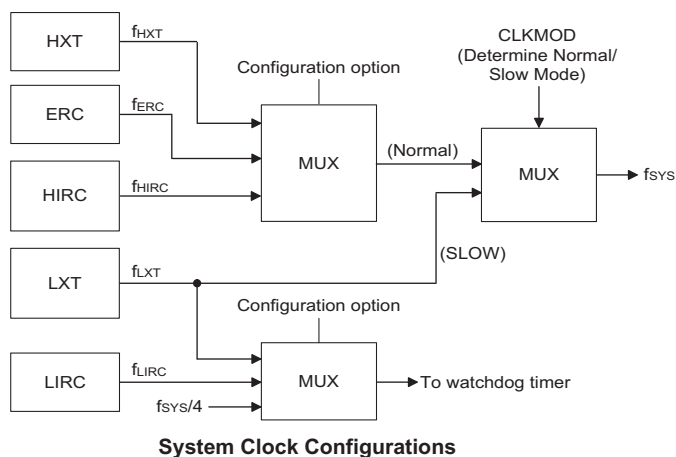 HXT
fHXT
CLKMOD
(Determine Normal/
Slow Mode)
Configuration option
ERC
fERC
MUX
(Normal)
MUX
fSYS
HIRC
fHIRC
(SLOW)
LXT
fLXT
Configuration option
LIRC
fLIRC
MUX
To watchdog timer
fSYS/4
System Clock Configurations